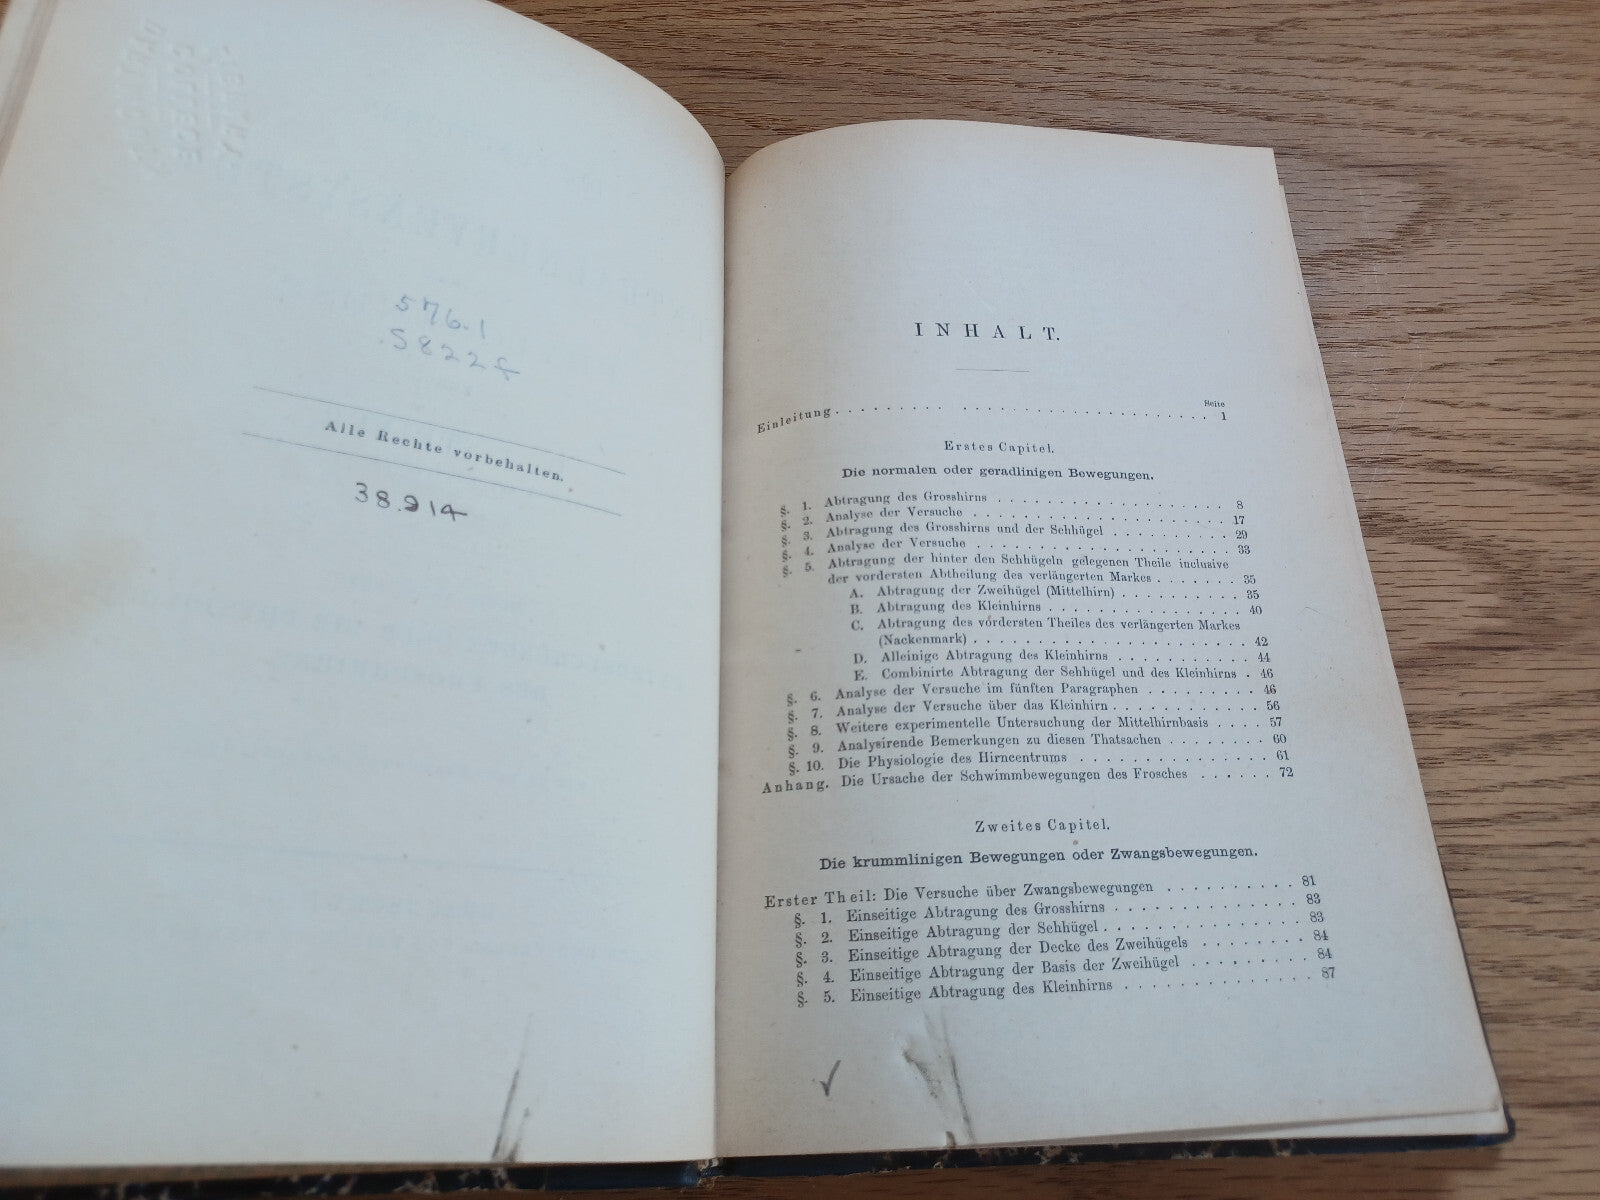 COLLEGE
576.1
.S822f
Alle Rechte vorbehalten.
38.914
INHALT.
Seite
Einleitung . . . . . . . . . . . . . . . . . . . . . . . . . . . . . 1
Erstes Capitel.
Die normalen oder geradlinigen Bewegungen.
§. 1. Abtragung des Grosshirns . . . . . . . . . . . . . . . . . 8
§. 2. Analyse der Versuche . . . . . . . . . . . . . . . . . . . 17
§. 3. Abtragung des Grosshirns und der Sehhügel . . . . . . . . 29
§. 4. Analyse der Versuche . . . . . . . . . . . . . . . . . . . 33
§. 5. Abtragung der hinter den Sehhügeln gelegenen Theile inclusive
der vordersten Abtheilung des verlängerten Markes . . . . . . 35
A. Abtragung der Zweihügel (Mittelhirn) . . . . . . . . . . 35
B. Abtragung des Kleinhirns . . . . . . . . . . . . . . . . 40
C. Abtragung des vordersten Theiles des verlängerten Markes
(Nackenmark) . . . . . . . . . . . . . . . . . . . . . . 42
D. Alleinige Abtragung des Kleinhirns . . . . . . . . . . . 44
E. Combinirte Abtragung der Sehhügel und des Kleinhirns . 46
§. 6. Analyse der Versuche im fünften Paragraphen . . . . . . . . 46
§. 7. Analyse der Versuche über das Kleinhirn . . . . . . . . . . . 56
§. 8. Weitere experimentelle Untersuchung der Mittelhirnbasis . . . . 57
§. 9. Analysirende Bemerkungen zu diesen Thatsachen . . . . . . . 60
§. 10. Die Physiologie des Hirncentrums . . . . . . . . . . . . . 61
Anhang. Die Ursache der Schwimmbewegungen des Frosches . . . . . . 72
Zweites Capitel.
Die krummlinigen Bewegungen oder Zwangsbewegungen.
Erster Theil: Die Versuche über Zwangsbewegungen . . . . . . . . . 81
§. 1. Einseitige Abtragung des Grosshirns . . . . . . . . . . . . . 83
§. 2. Einseitige Abtragung der Sehhügel . . . . . . . . . . . . . . 83
§. 3. Einseitige Abtragung der Decke des Zweihügels . . . . . . . . 84
§. 4. Einseitige Abtragung der Basis der Zweihügel . . . . . . . . . 84
§. 5. Einseitige Abtragung des Kleinhirns . . . . . . . . . . . . . 87